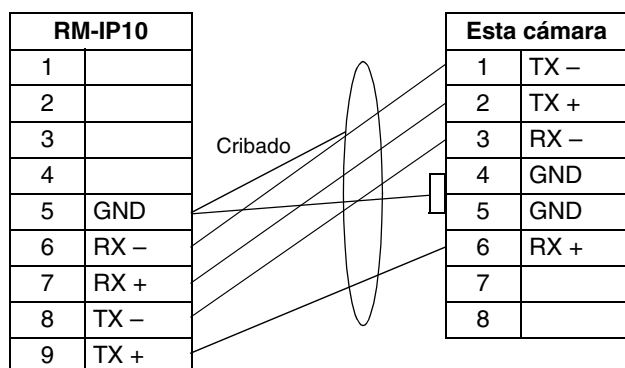 RM-IP10
1
2
3
4
5 GND
6 RX –
7 RX +
8 TX –
9 TX +
Cribado
Esta cámara
1 TX –
2 TX +
3 RX –
4 GND
5 GND
6 RX +
7
8